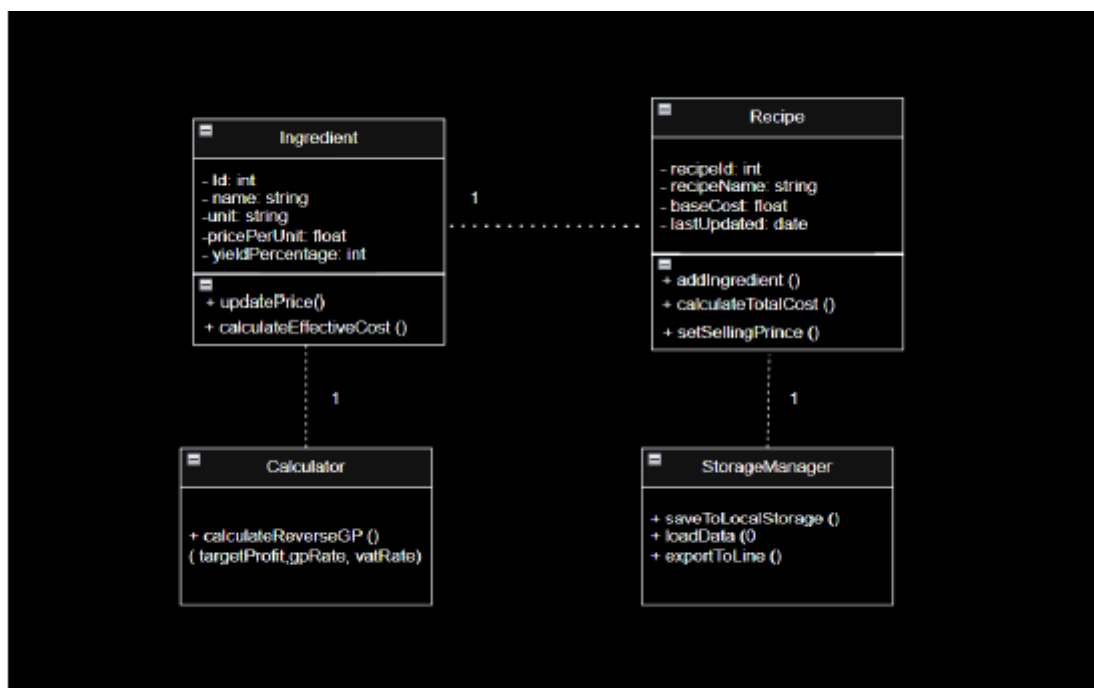 Ingredient
- Id: int
- name: string
-unit: string
-pricePerUnit: float
- yieldPercentage: int
+ updatePrice()
+ calculateEffectiveCost ()
1
Recipe
- recipeId: int
- recipeName: string
- baseCost: float
- lastUpdated: date
+ addIngredient ()
+ calculateTotalCost ()
+ setSellingPrince ()
1
1
Calculator
+ calculateReverseGP ()
( targetProfit,gpRate, vatRate)
StorageManager
+ saveToLocalStorage ()
+ loadData (0
+ exportToLine ()